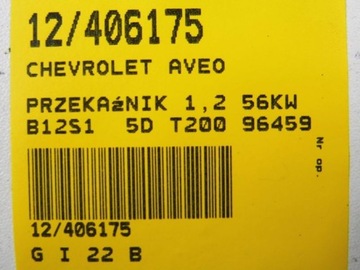 12/406175
CHEVROLET AVEO
PRZEKAźNIK 1,2 56KW
B12S1 5D T200 96459
Nr op.
12/406175
G I 22 B